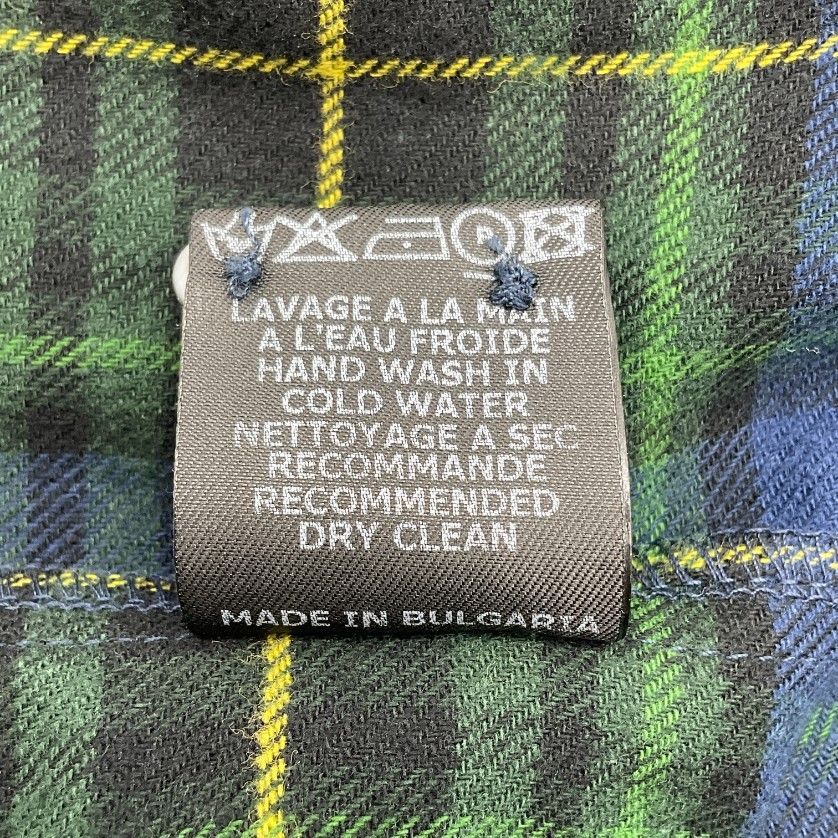 P
LAVAGE A LA MAIN
A L'EAU FROIDE
HAND WASH IN
COLD WATER
NETTOYAGE A SEC
RECOMMANDE
RECOMMENDED
DRY CLEAN
MADE IN BULGARIA